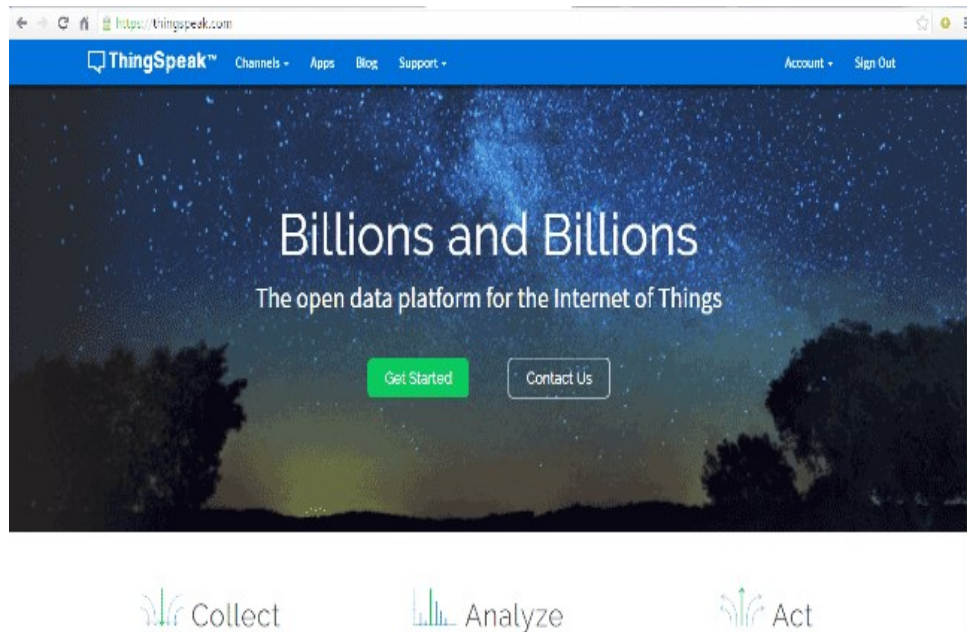 https://thingspeak.com
ThingSpeak™ Channels Apps Blog Support Account Sign Out
Billions and Billions
The open data platform for the Internet of Things
Get Started Contact Us
Collect Analyze Act